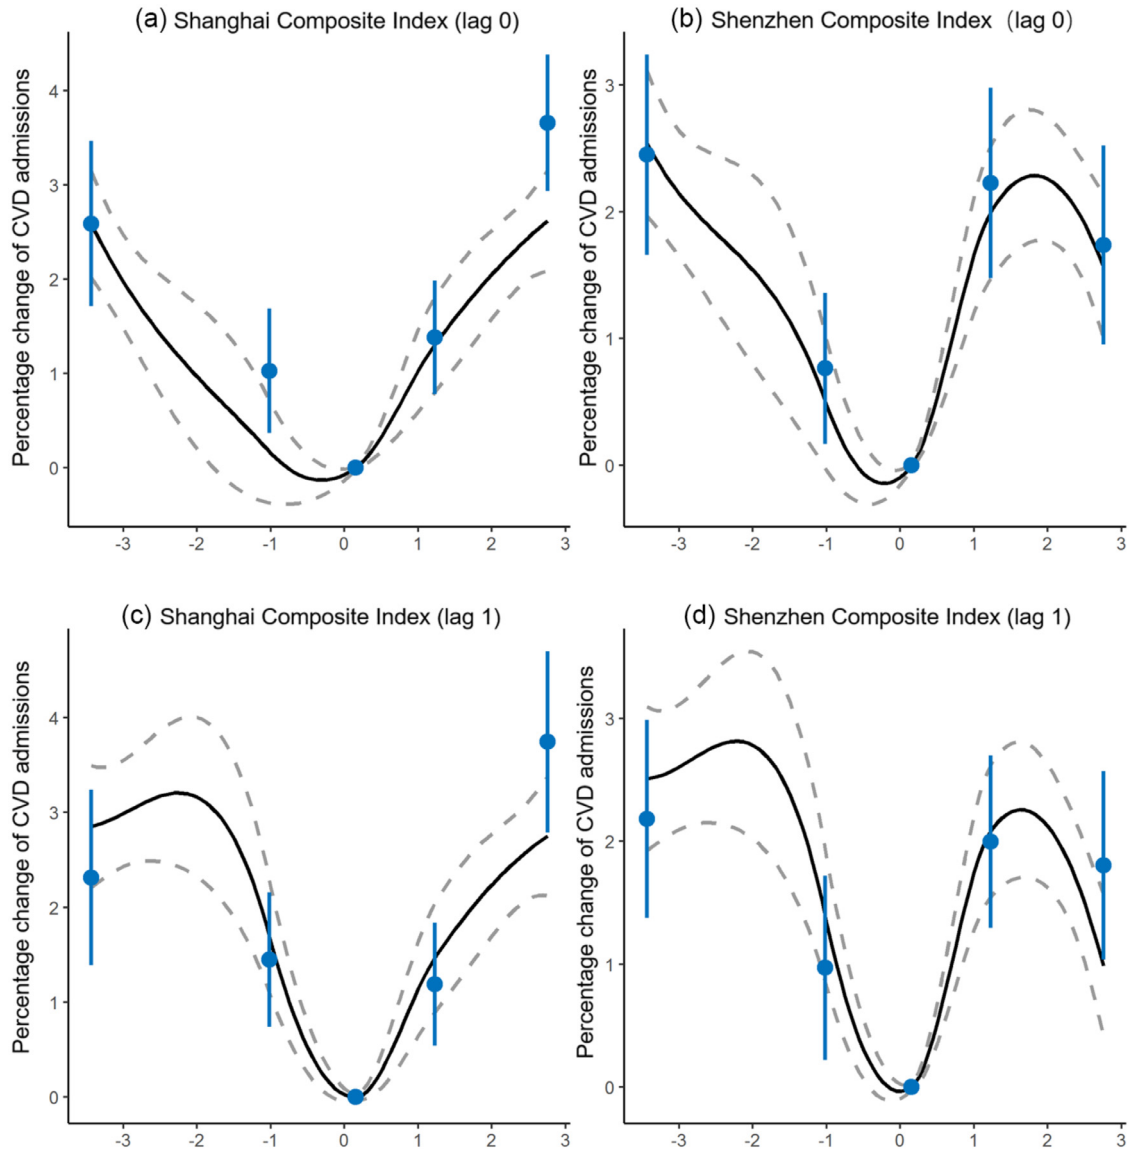 (a) Shanghai Composite Index (lag 0)
Percentage change of CVD admissions
4
3
2
1
0
-3 -2 -1 0 1 2 3
(b) Shenzhen Composite Index (lag 0)
Percentage change of CVD admissions
3
2
1
0
-3 -2 -1 0 1 2 3
(c) Shanghai Composite Index (lag 1)
Percentage change of CVD admissions
4
3
2
1
0
-3 -2 -1 0 1 2 3
(d) Shenzhen Composite Index (lag 1)
Percentage change of CVD admissions
3
2
1
0
-3 -2 -1 0 1 2 3